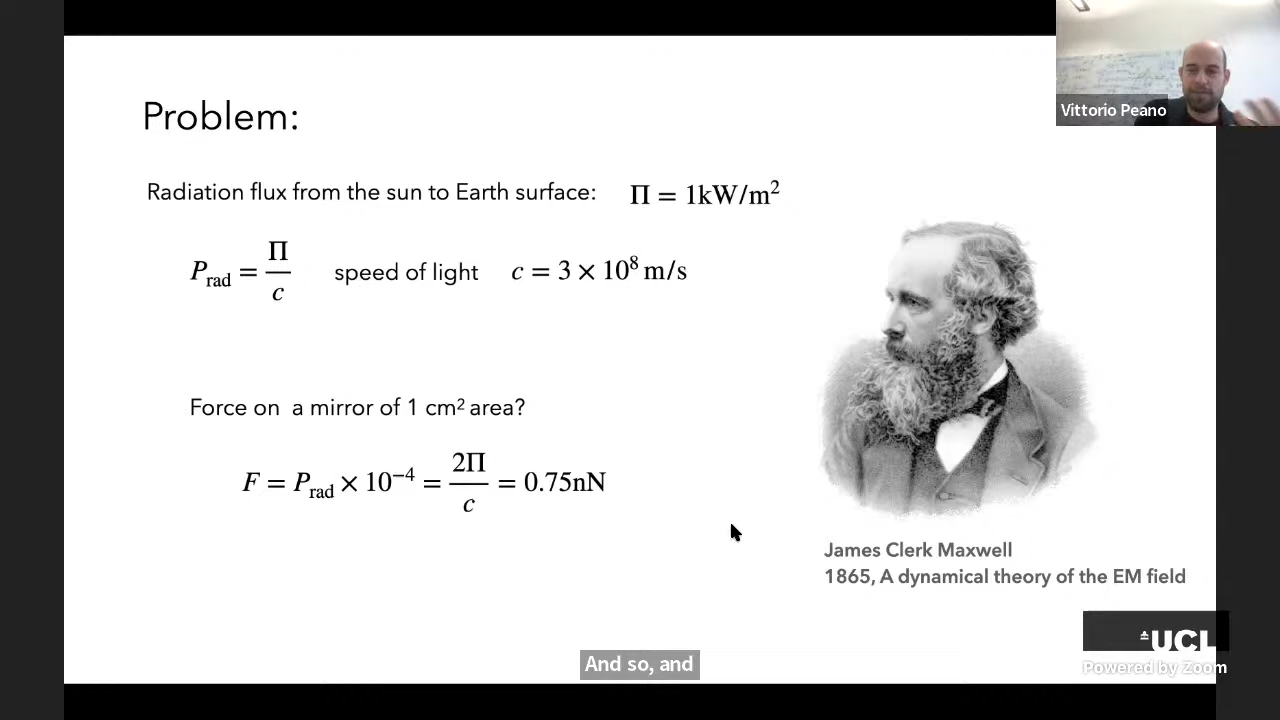 Vittorio Peano
Problem:
Radiation flux from the sun to Earth surface: Π = 1kW/m²
P_rad = Π/c speed of light c = 3 × 10⁸ m/s
Force on a mirror of 1 cm² area?
F = P_rad × 10⁻⁴ = 2Π/c = 0.75nN
James Clerk Maxwell
1865, A dynamical theory of the EM field
UCL
Powered by Zoom
And so, and